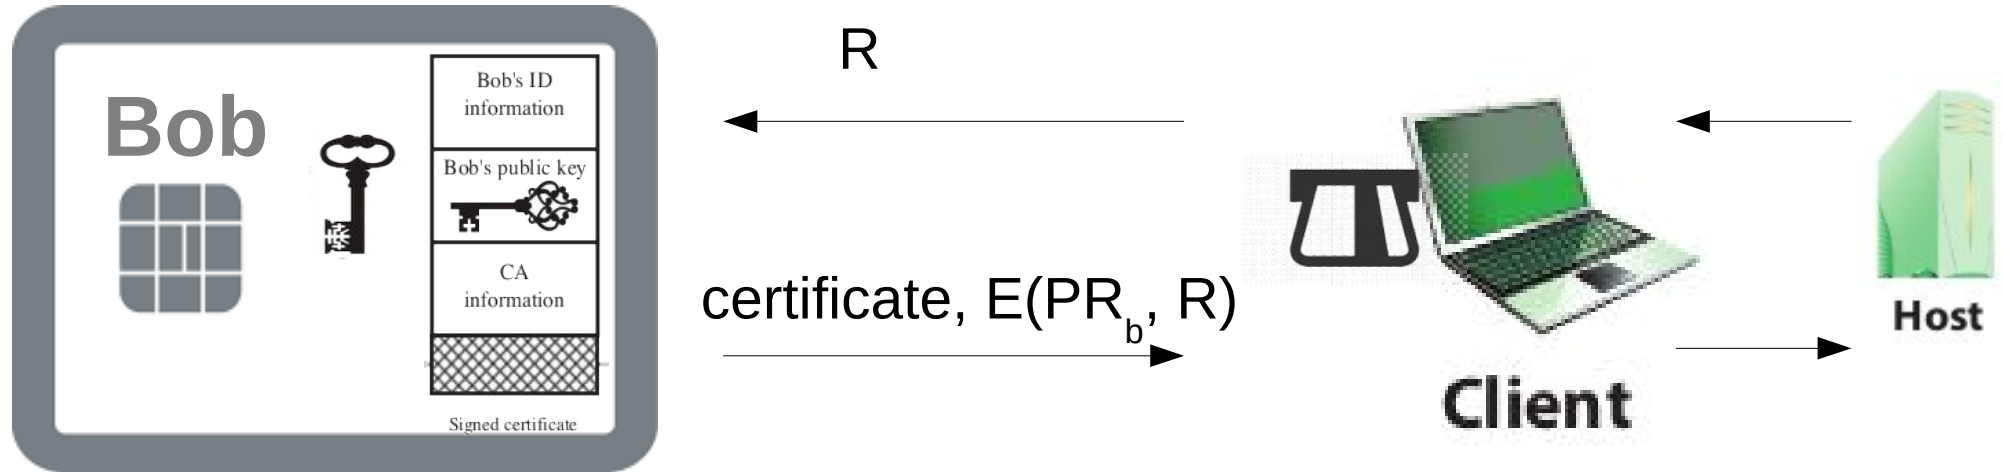 Bob
Bob's ID
information
Bob's public key
CA
information
Signed certificate
R
certificate, E(PRb, R)
Client
Host